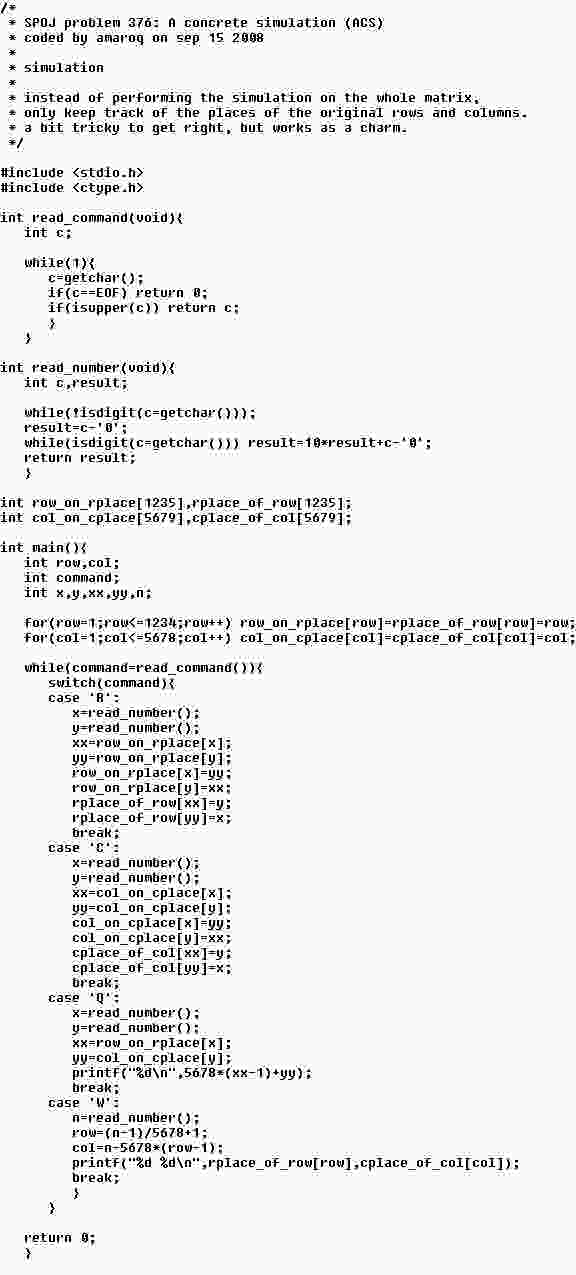 /*
 * SPOJ problem 376: A concrete simulation (ACS)
 * coded by amaroq on sep 15 2008
 *
 * simulation
 *
 * instead of performing the simulation on the whole matrix,
 * only keep track of the places of the original rows and columns.
 * a bit tricky to get right, but works as a charm.
 */

#include <stdio.h>
#include <ctype.h>

int read_command(void){
   int c;

   while(1){
      c=getchar();
      if(c==EOF) return 0;
      if(isupper(c)) return c;
      }
   }

int read_number(void){
   int c,result;

   while(!isdigit(c=getchar()));
   result=c-'0';
   while(isdigit(c=getchar())) result=10*result+c-'0';
   return result;
   }

int row_on_rplace[1235],rplace_of_row[1235];
int col_on_cplace[5679],cplace_of_col[5679];

int main(){
   int row,col;
   int command;
   int x,y,xx,yy,n;

   for(row=1;row<=1234;row++) row_on_rplace[row]=rplace_of_row[row]=row;
   for(col=1;col<=5678;col++) col_on_cplace[col]=cplace_of_col[col]=col;

   while(command=read_command()){
      switch(command){
      case 'R':
         x=read_number();
         y=read_number();
         xx=row_on_rplace[x];
         yy=row_on_rplace[y];
         row_on_rplace[x]=yy;
         row_on_rplace[y]=xx;
         rplace_of_row[xx]=y;
         rplace_of_row[yy]=x;
         break;
      case 'C':
         x=read_number();
         y=read_number();
         xx=col_on_cplace[x];
         yy=col_on_cplace[y];
         col_on_cplace[x]=yy;
         col_on_cplace[y]=xx;
         cplace_of_col[xx]=y;
         cplace_of_col[yy]=x;
         break;
      case 'Q':
         x=read_number();
         y=read_number();
         xx=row_on_rplace[x];
         yy=col_on_cplace[y];
         printf("%d\n",5678*(xx-1)+yy);
         break;
      case 'W':
         n=read_number();
         row=(n-1)/5678+1;
         col=n-5678*(row-1);
         printf("%d %d\n",rplace_of_row[row],cplace_of_col[col]);
         break;
         }
      }

   return 0;
   }